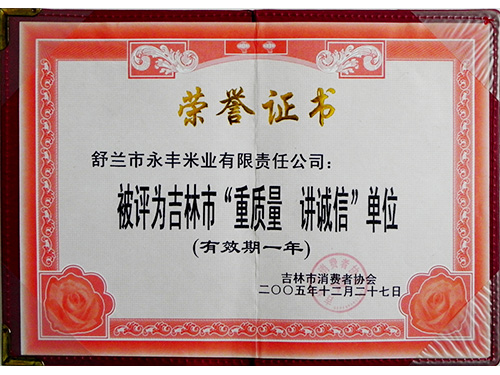 荣誉证书
舒兰市永丰米业有限责任公司：
被评为吉林市“重质量 讲诚信”单位
(有效期一年)
吉林市消费者协会
二〇〇五年十二月二十七日